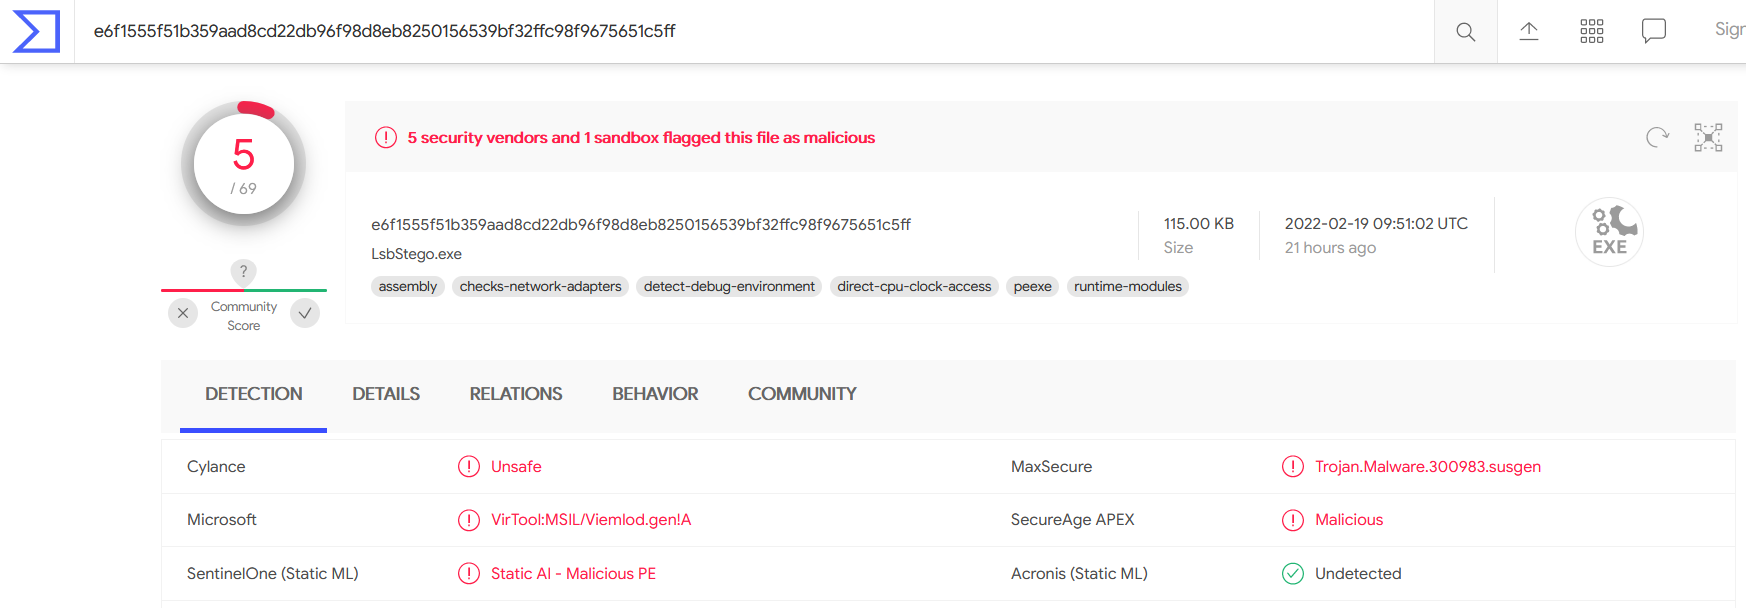 e6f1555f51b359aad8cd22db96f98d8eb8250156539bf32ffc98f9675651c5ff
Sigr
5
/ 69
5 security vendors and 1 sandbox flagged this file as malicious
e6f1555f51b359aad8cd22db96f98d8eb8250156539bf32ffc98f9675651c5ff
LsbStego.exe
115.00 KB
Size
2022-02-19 09:51:02 UTC
21 hours ago
EXE
assembly checks-network-adapters detect-debug-environment direct-cpu-clock-access peexe runtime-modules
?
Community
Score
DETECTION DETAILS RELATIONS BEHAVIOR COMMUNITY
Cylance Unsafe MaxSecure Trojan.Malware.300983.susgen
Microsoft VirTool:MSIL/Viemlod.gen!A SecureAge APEX Malicious
SentinelOne (Static ML) Static AI - Malicious PE Acronis (Static ML) Undetected